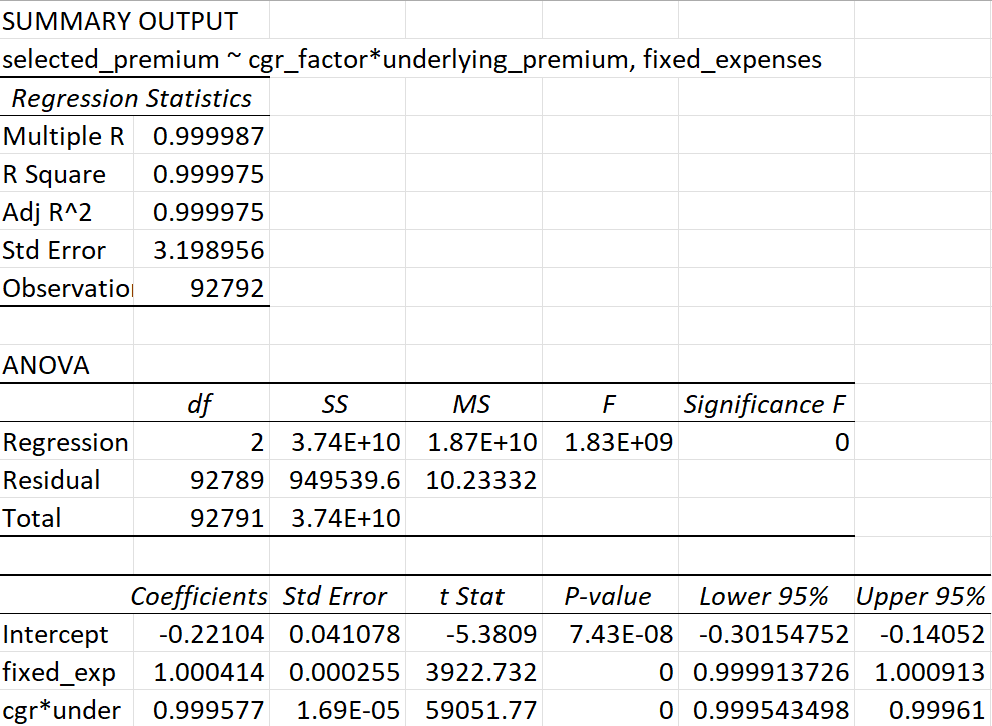 SUMMARY OUTPUT
selected_premium ~ cgr_factor*underlying_premium, fixed_expenses
Regression Statistics
Multiple R 0.999987
R Square 0.999975
Adj R^2 0.999975
Std Error 3.198956
Observation 92792
ANOVA
df SS MS F Significance F
Regression 2 3.74E+10 1.87E+10 1.83E+09 0
Residual 92789 949539.6 10.23332
Total 92791 3.74E+10
Coefficients Std Error t Stat P-value Lower 95% Upper 95%
Intercept -0.22104 0.041078 -5.3809 7.43E-08 -0.30154752 -0.14052
fixed_exp 1.000414 0.000255 3922.732 0 0.999913726 1.000913
cgr*under 0.999577 1.69E-05 59051.77 0 0.999543498 0.99961